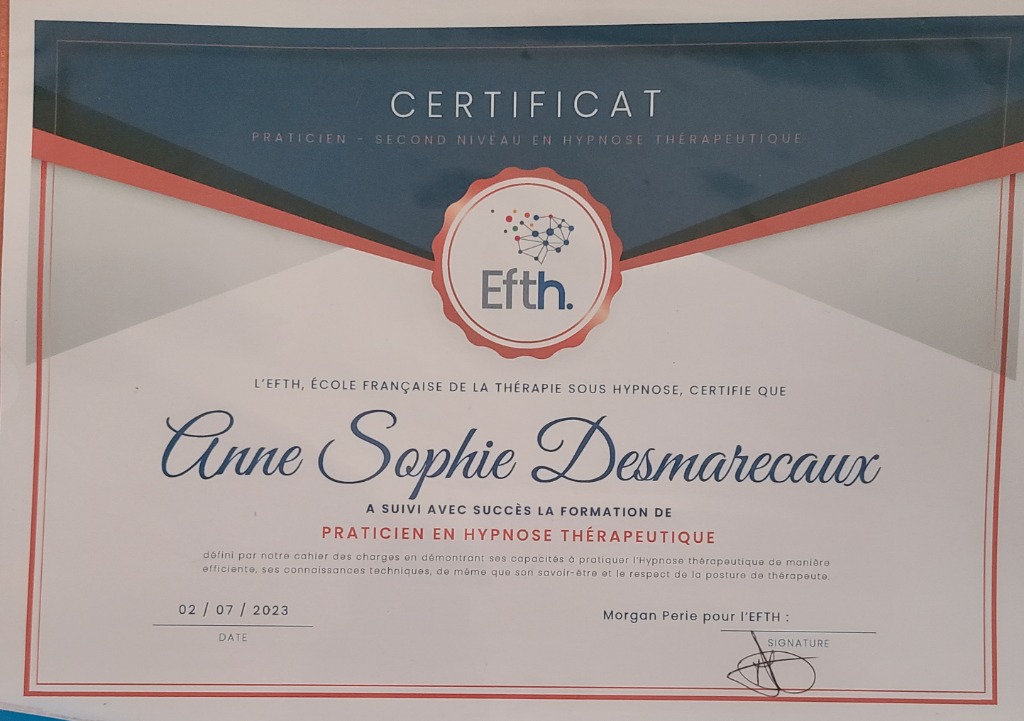 CERTIFICAT
PRATICIEN - SECOND NIVEAU EN HYPNOSE THÉRAPEUTIQUE
Efth.
L'EFTH, ÉCOLE FRANÇAISE DE LA THÉRAPIE SOUS HYPNOSE, CERTIFIE QUE
Anne Sophie Desmarecaux
A SUIVI AVEC SUCCÈS LA FORMATION DE
PRATICIEN EN HYPNOSE THÉRAPEUTIQUE
défini par notre cahier des charges en démontrant ses capacités à pratiquer l'Hypnose thérapeutique de manière
efficiente, ses connaissances techniques, de même que son savoir-être et le respect de la posture de thérapeute.
02 / 07 / 2023
DATE
Morgan Perie pour l'EFTH :
SIGNATURE